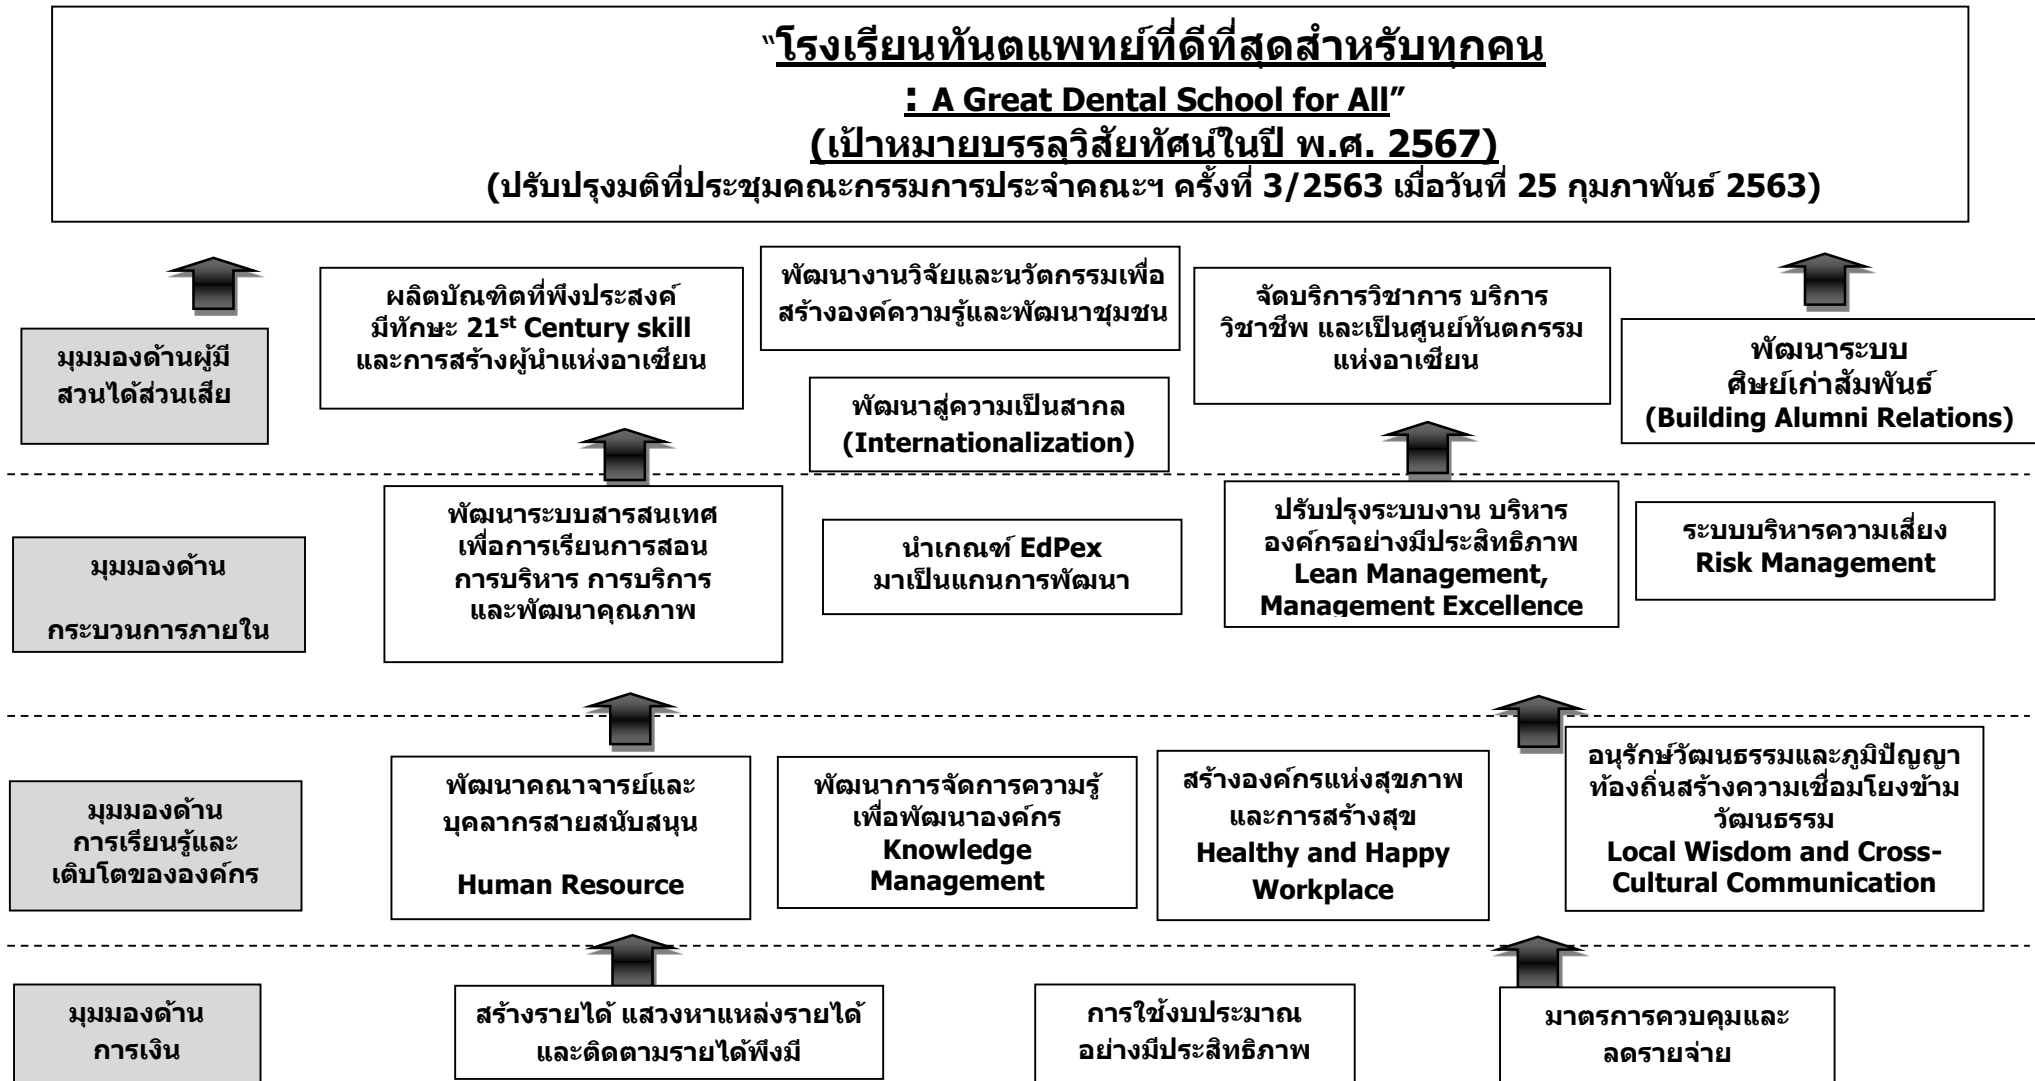 “โรงเรียนทันตแพทย์ที่ดีที่สุดสำหรับทุกคน
: A Great Dental School for All”
(เป้าหมายบรรลุวิสัยทัศน์ในปี พ.ศ. 2567)
(ปรับปรุงมติที่ประชุมคณะกรรมการประจำคณะฯ ครั้งที่ 3/2563 เมื่อวันที่ 25 กุมภาพันธ์ 2563)
มุมมองด้านผู้มี
สวนได้ส่วนเสีย
ผลิตบัณฑิตที่พึงประสงค์
มีทักษะ 21st Century skill
และการสร้างผู้นำแห่งอาเซียน
พัฒนางานวิจัยและนวัตกรรมเพื่อ
สร้างองค์ความรู้และพัฒนาชุมชน
พัฒนาสู่ความเป็นสากล
(Internationalization)
จัดบริการวิชาการ บริการ
วิชาชีพ และเป็นศูนย์ทันตกรรม
แห่งอาเซียน
พัฒนาระบบ
ศิษย์เก่าสัมพันธ์
(Building Alumni Relations)
มุมมองด้าน
กระบวนการภายใน
พัฒนาระบบสารสนเทศ
เพื่อการเรียนการสอน
การบริหาร การบริการ
และพัฒนาคุณภาพ
นำเกณฑ์ EdPex
มาเป็นแกนการพัฒนา
ปรับปรุงระบบงาน บริหาร
องค์กรอย่างมีประสิทธิภาพ
Lean Management,
Management Excellence
ระบบบริหารความเสี่ยง
Risk Management
มุมมองด้าน
การเรียนรู้และ
เติบโตขององค์กร
พัฒนาคณาจารย์และ
บุคลากรสายสนับสนุน
Human Resource
พัฒนาการจัดการความรู้
เพื่อพัฒนาองค์กร
Knowledge
Management
สร้างองค์กรแห่งสุขภาพ
และการสร้างสุข
Healthy and Happy
Workplace
อนุรักษ์วัฒนธรรมและภูมิปัญญา
ท้องถิ่นสร้างความเชื่อมโยงข้าม
วัฒนธรรม
Local Wisdom and Cross-
Cultural Communication
มุมมองด้าน
การเงิน
สร้างรายได้ แสวงหาแหล่งรายได้
และติดตามรายได้พึงมี
การใช้งบประมาณ
อย่างมีประสิทธิภาพ
มาตรการควบคุมและ
ลดรายจ่าย